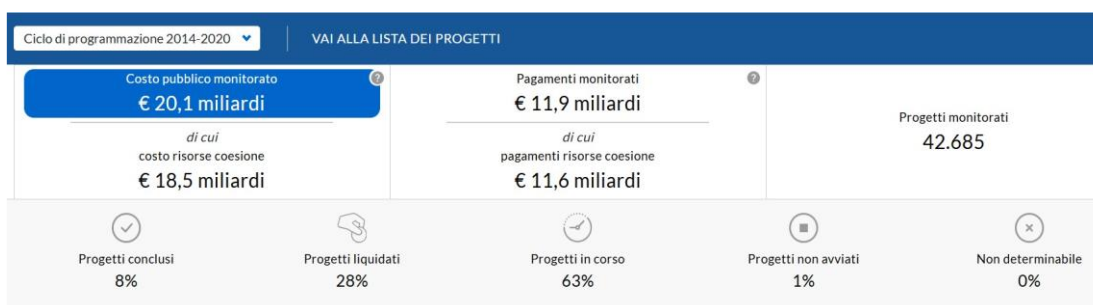 Ciclo di programmazione 2014-2020
VAI ALLA LISTA DEI PROGETTI
Costo pubblico monitorato
?
€ 20,1 miliardi
di cui
costo risorse coesione
€ 18,5 miliardi
Pagamenti monitorati
?
€ 11,9 miliardi
di cui
pagamenti risorse coesione
€ 11,6 miliardi
Progetti monitorati
42.685
Progetti conclusi
8%
Progetti liquidati
28%
Progetti in corso
63%
Progetti non avviati
1%
Non determinabile
0%